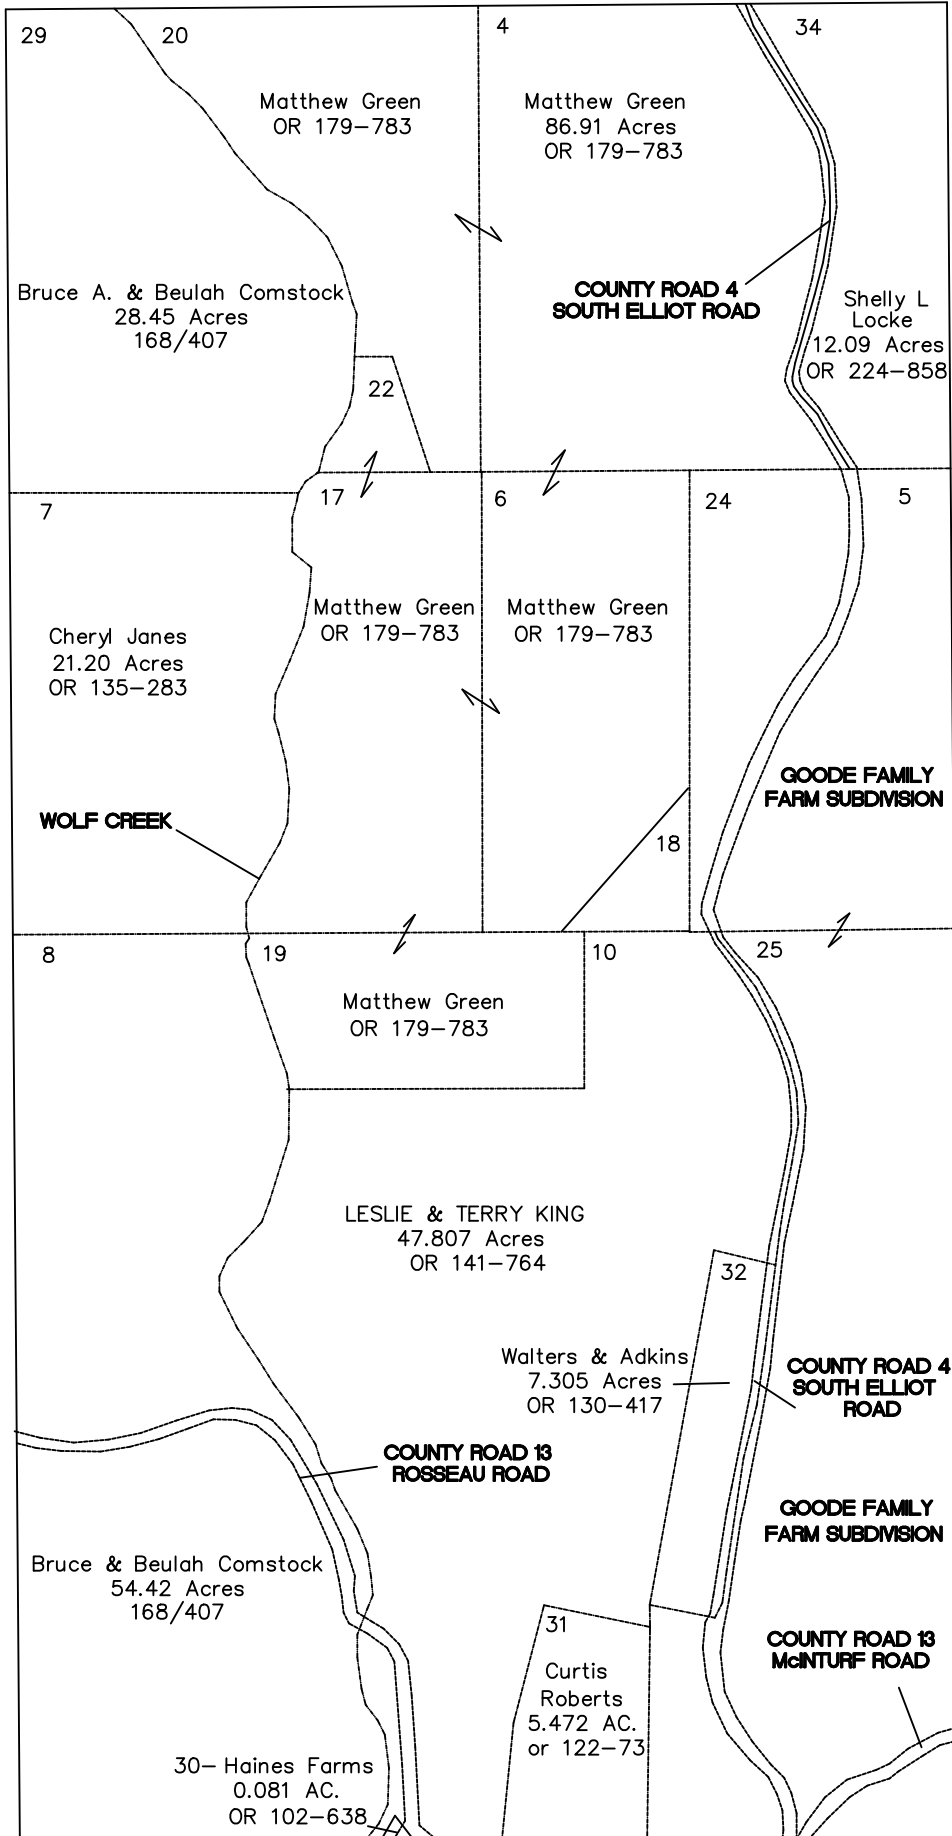 29
20
4
34
Matthew Green
OR 179-783
Matthew Green
86.91 Acres
OR 179-783
Bruce A. & Beulah Comstock
28.45 Acres
168/407
COUNTY ROAD 4
SOUTH ELLIOT ROAD
Shelly L
Locke
12.09 Acres
OR 224-858
22
7
17
6
24
5
Cheryl Janes
21.20 Acres
OR 135-283
Matthew Green
OR 179-783
Matthew Green
OR 179-783
GOODE FAMILY
FARM SUBDIVISION
WOLF CREEK
18
8
19
10
25
Matthew Green
OR 179-783
LESLIE & TERRY KING
47.807 Acres
OR 141-764
32
Walters & Adkins
7.305 Acres
OR 130-417
COUNTY ROAD 4
SOUTH ELLIOT
ROAD
COUNTY ROAD 13
ROSSEAU ROAD
GOODE FAMILY
FARM SUBDIVISION
Bruce & Beulah Comstock
54.42 Acres
168/407
31
Curtis
Roberts
5.472 AC.
or 122-73
COUNTY ROAD 13
McINTURF ROAD
30- Haines Farms
0.081 AC.
OR 102-638